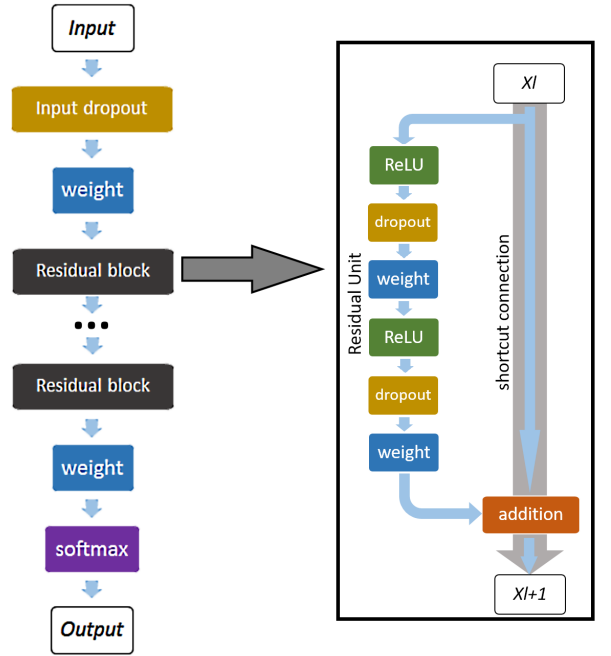 Input
Input dropout
weight
Residual block
...
Residual block
weight
softmax
Output
Xl
ReLU
dropout
weight
ReLU
dropout
weight
Residual Unit
shortcut connection
addition
Xl+1